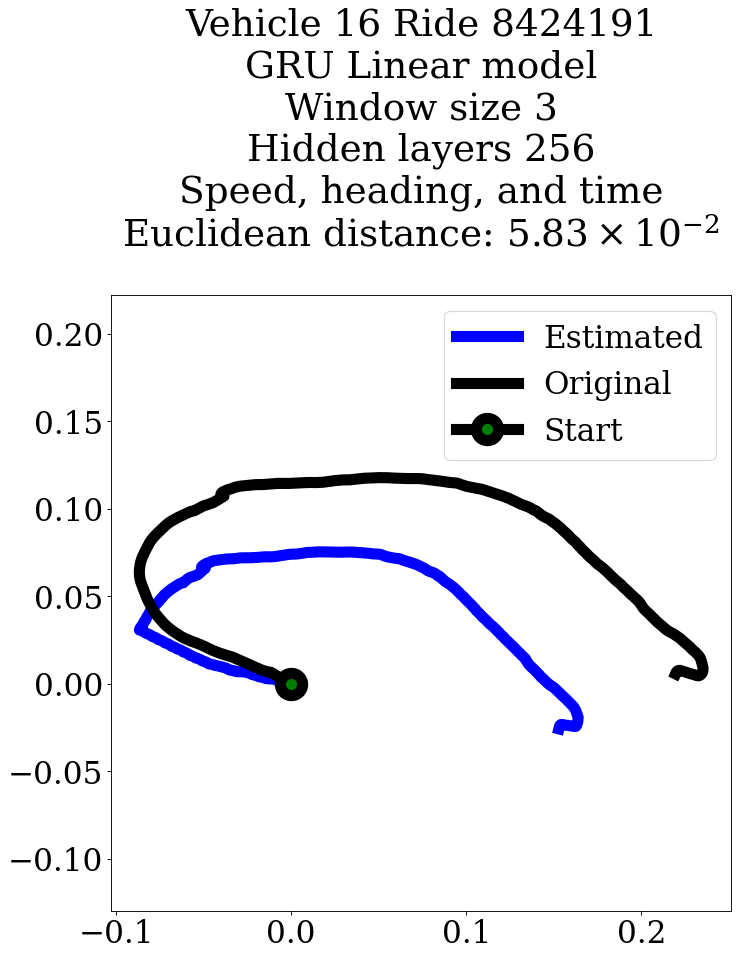 Vehicle 16 Ride 8424191
GRU Linear model
Window size 3
Hidden layers 256
Speed, heading, and time
Euclidean distance: 5.83 × 10⁻²
Estimated
Original
Start
0.20
0.15
0.10
0.05
0.00
−0.05
−0.10
−0.1 0.0 0.1 0.2